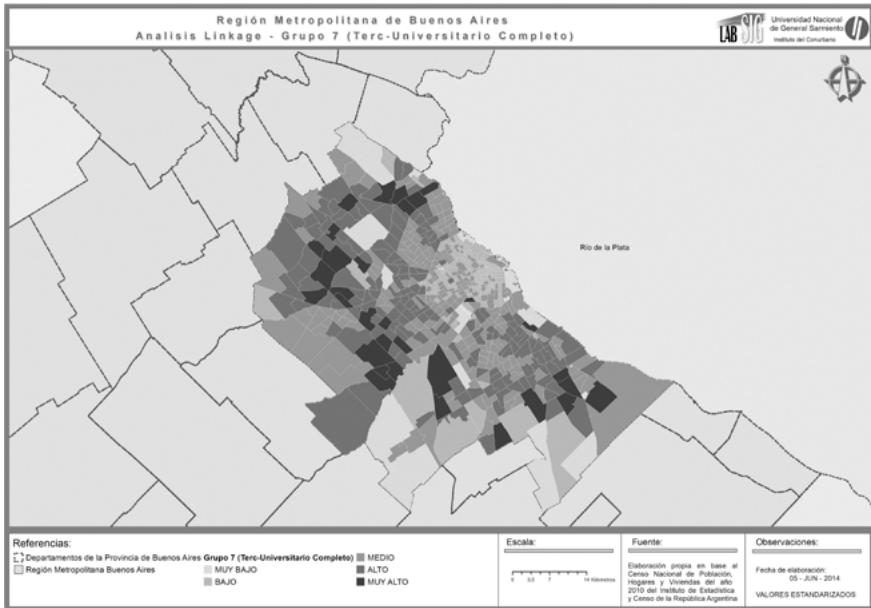 Región Metropolitana de Buenos Aires
Analisis Linkage - Grupo 7 (Terc-Universitario Completo)
LAB SIG
Universidad Nacional
de General Sarmiento
Instituto del Conurbano
Río de la Plata
Referencias:
Departamentos de la Provincia de Buenos Aires
Región Metropolitana Buenos Aires
Grupo 7 (Terc-Universitario Completo)
MUY BAJO
BAJO
MEDIO
ALTO
MUY ALTO
Escala:
0 3,5 7 14 Kilómetros
Fuente:
Elaboración propia en base al
Censo Nacional de Población,
Hogares y Viviendas del año
2010 del Instituto de Estadística
y Censo de la República Argentina
Observaciones:
Fecha de elaboración:
05 - JUN - 2014
VALORES ESTANDARIZADOS